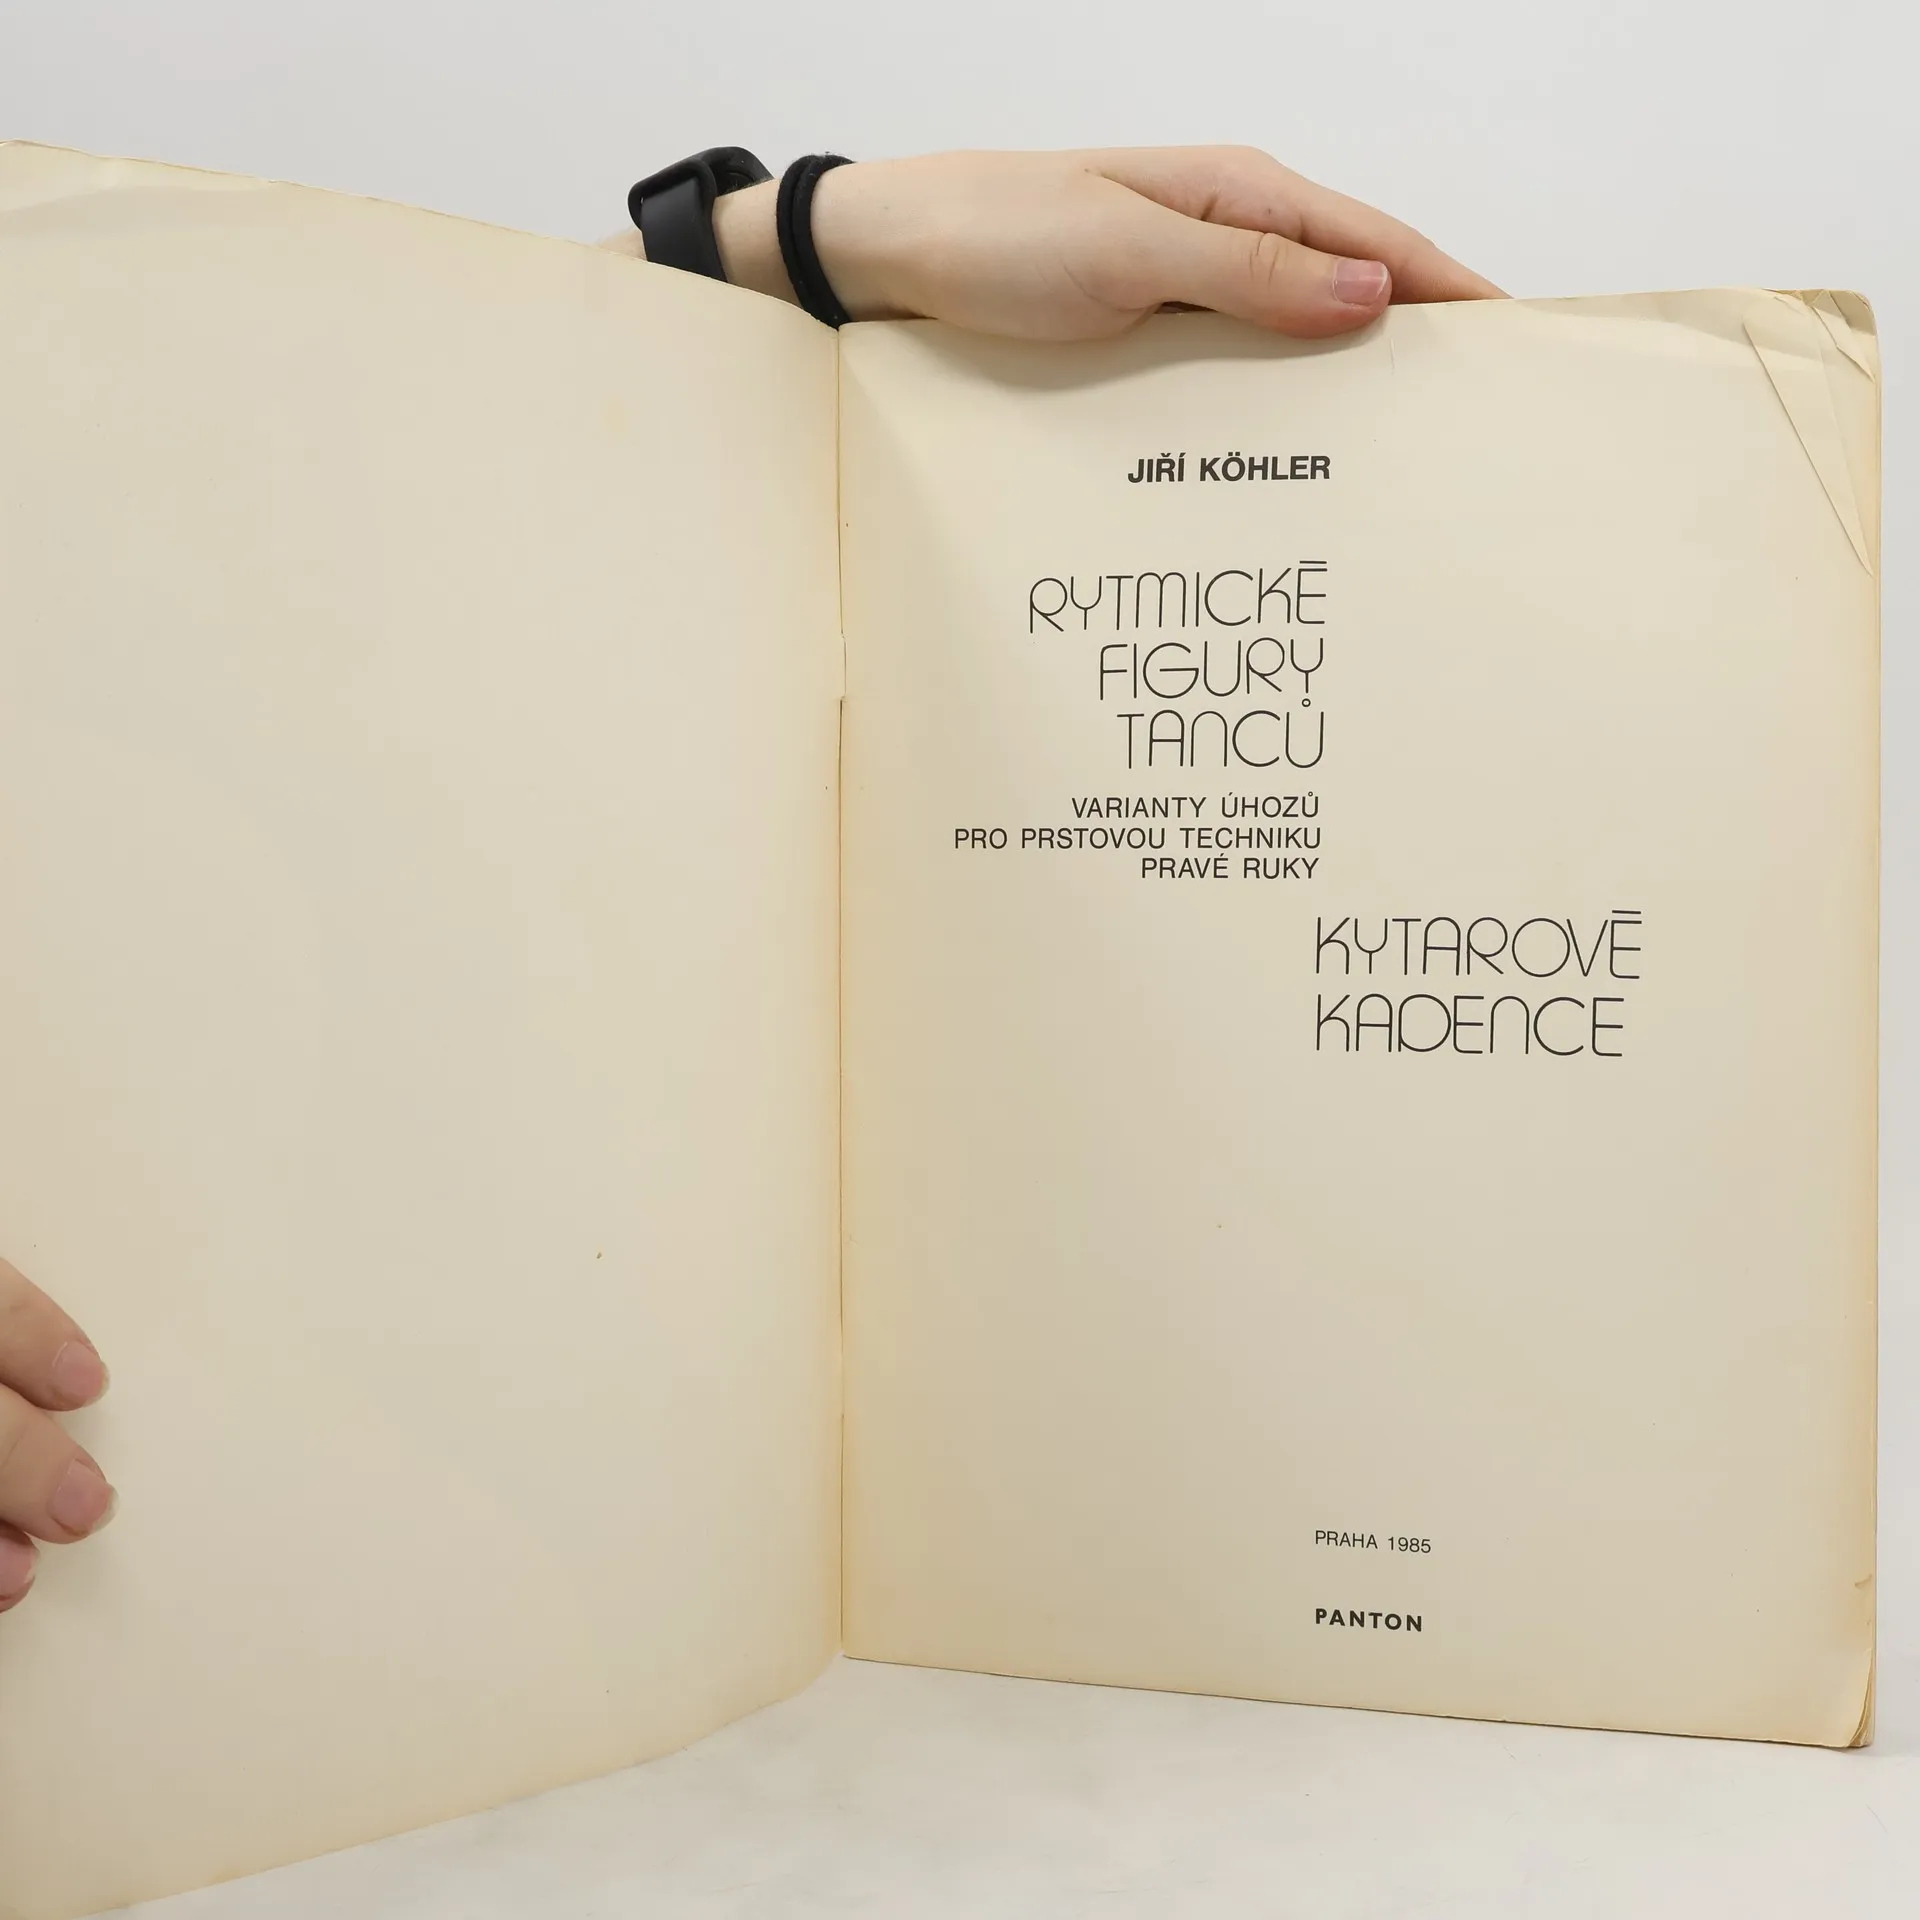 JIŘÍ KÖHLER
RYTMICKÉ
FIGURY
TANCŮ
VARIANTY ÚHOZŮ
PRO PRSTOVOU TECHNIKU
PRAVÉ RUKY
KYTAROVÉ
KADENCE
PRAHA 1985
PANTON